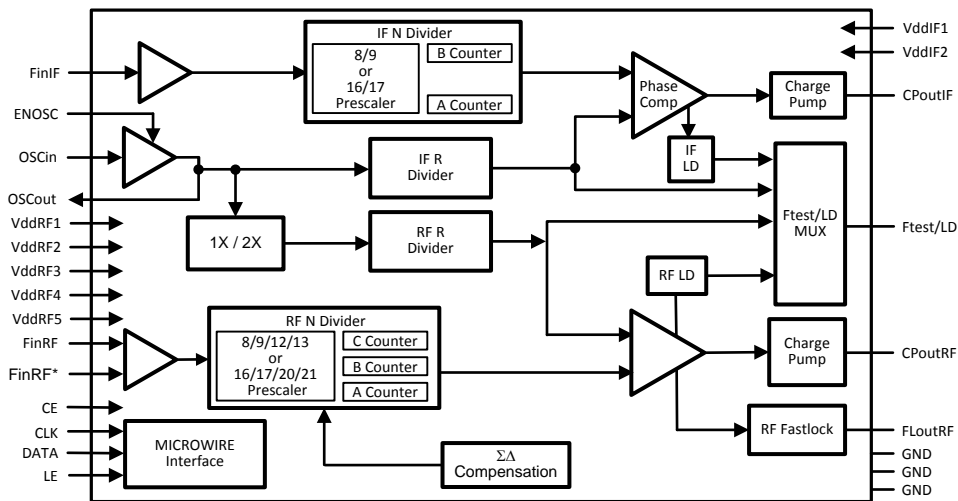 FinIF
ENOSC
OSCin
OSCout
VddRF1
VddRF2
VddRF3
VddRF4
VddRF5
FinRF
FinRF*
CE
CLK
DATA
LE
IF N Divider
8/9
or
16/17
Prescaler
B Counter
A Counter
IF R
Divider
1X / 2X
RF R
Divider
RF N Divider
8/9/12/13
or
16/17/20/21
Prescaler
C Counter
B Counter
A Counter
MICROWIRE
Interface
ΣΔ
Compensation
Phase
Comp
IF
LD
RF LD
Charge
Pump
Ftest/LD
MUX
Charge
Pump
RF Fastlock
VddIF1
VddIF2
CPoutIF
Ftest/LD
CPoutRF
FLoutRF
GND
GND
GND